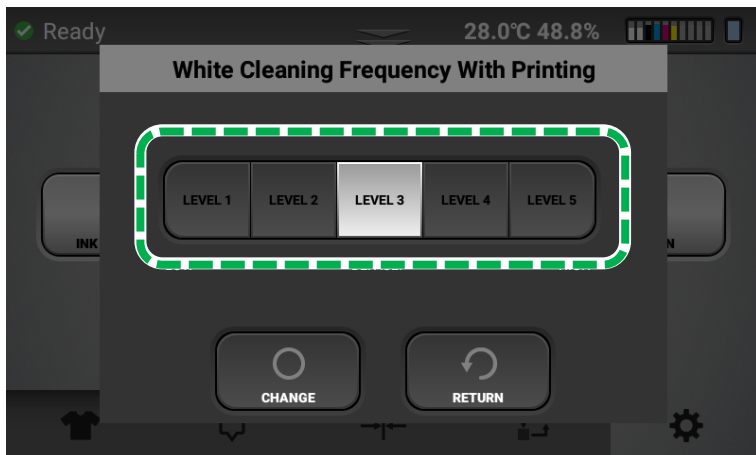 Ready 28.0℃ 48.8%
White Cleaning Frequency With Printing
LEVEL 1 LEVEL 2 LEVEL 3 LEVEL 4 LEVEL 5
INK
N
CHANGE RETURN